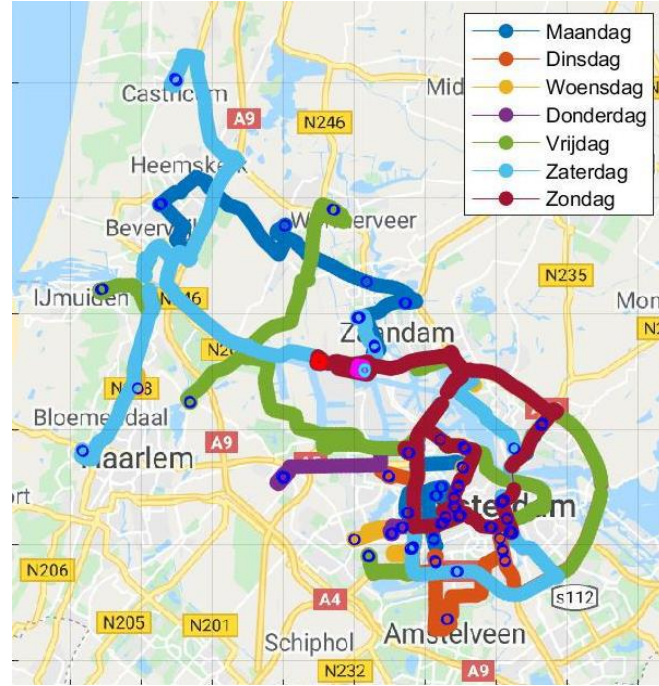 Maandag
Dinsdag
Woensdag
Donderdag
Vrijdag
Zaterdag
Zondag
Mid
Castricum
A9
N246
Heemskerk
Beverwijk
N235
IJmuiden
Zaandam
Bloemendaal
A9
Haarlem
N206
s112
A4
N205
N201
Amstelveen
Schiphol
N232
A9